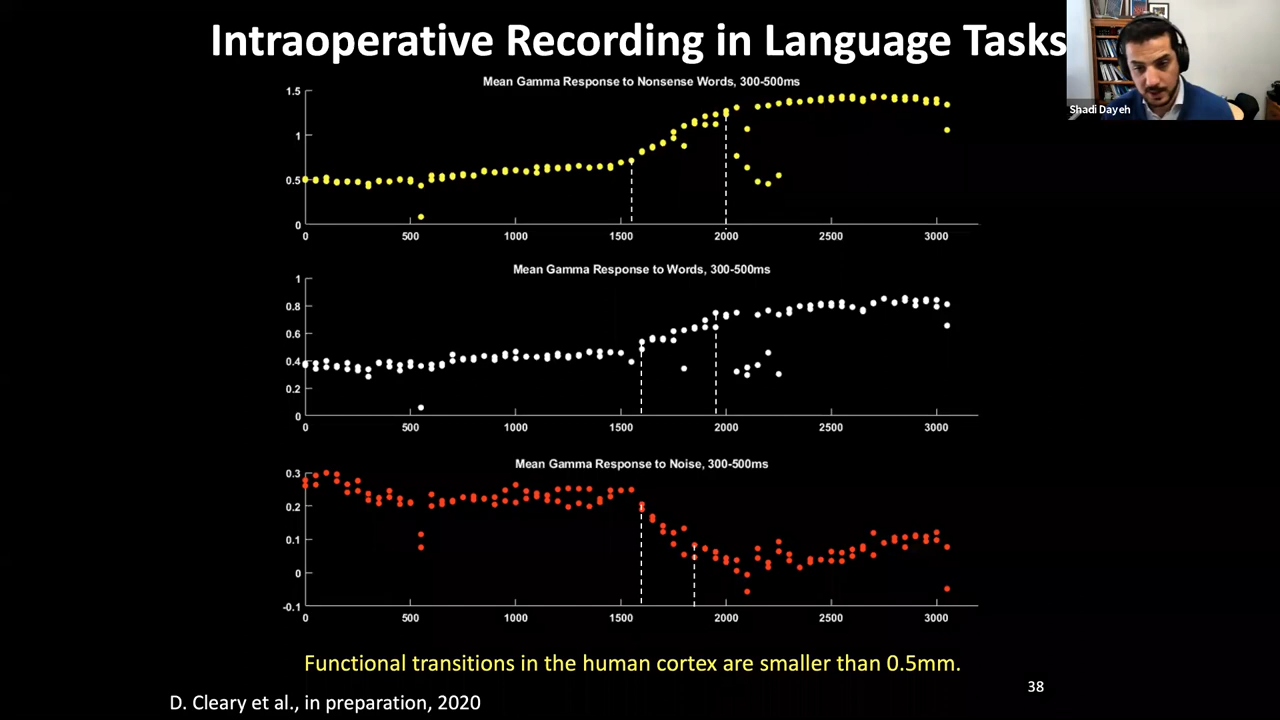 Intraoperative Recording in Language Tasks
Shadi Dayeh
Mean Gamma Response to Nonsense Words, 300-500ms
1.5
1
0.5
0
0 500 1000 1500 2000 2500 3000
Mean Gamma Response to Words, 300-500ms
1
0.8
0.6
0.4
0.2
0
0 500 1000 1500 2000 2500 3000
Mean Gamma Response to Noise, 300-500ms
0.3
0.2
0.1
0
-0.1
0 500 1000 1500 2000 2500 3000
Functional transitions in the human cortex are smaller than 0.5mm.
38
D. Cleary et al., in preparation, 2020